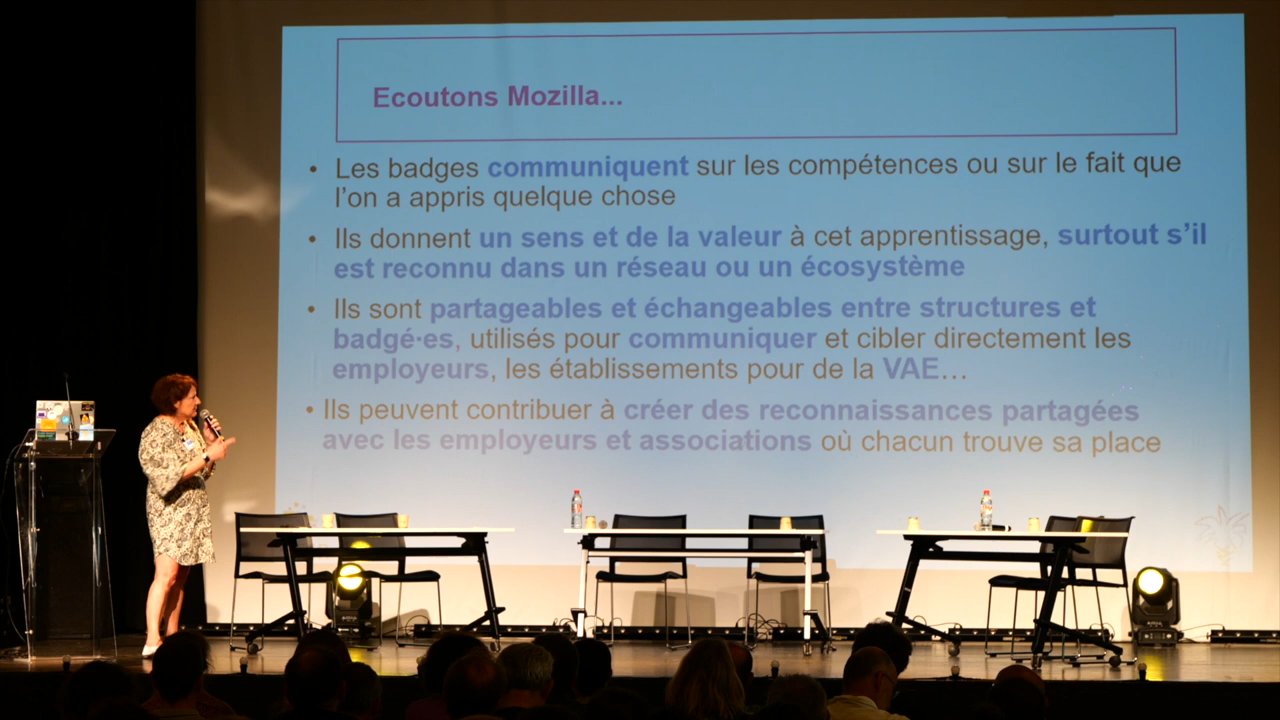 Ecoutons Mozilla...
• Les badges communiquent sur les compétences ou sur le fait que
l'on a appris quelque chose
• Ils donnent un sens et de la valeur à cet apprentissage, surtout s'il
est reconnu dans un réseau ou un écosystème
• Ils sont partageables et échangeables entre structures et
badgé·es, utilisés pour communiquer et cibler directement les
employeurs, les établissements pour de la VAE…
• Ils peuvent contribuer à créer des reconnaissances partagées
avec les employeurs et associations où chacun trouve sa place